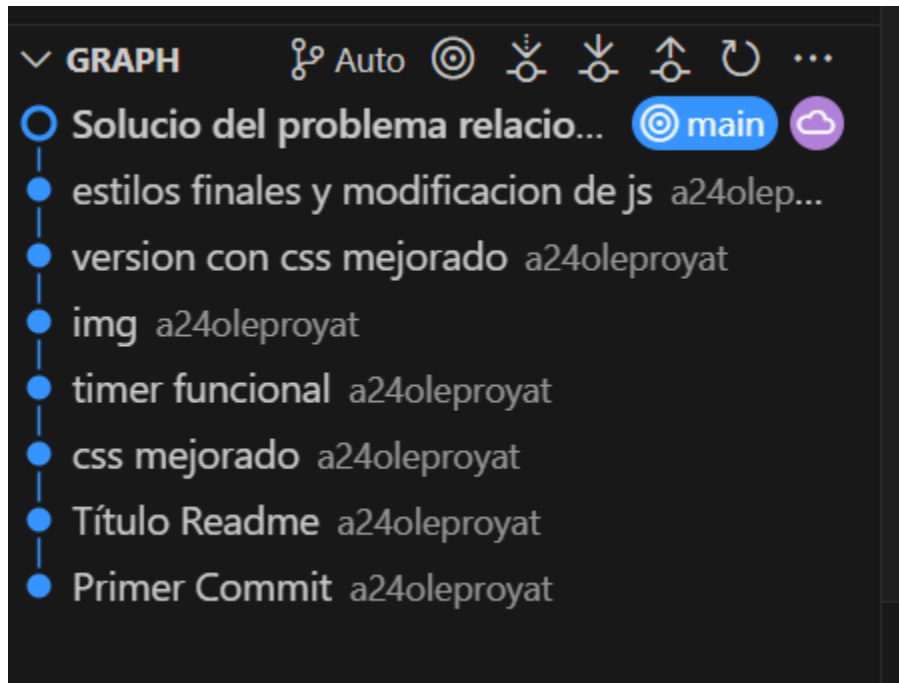 GRAPH Auto
Solucio del problema relacio... main
estilos finales y modificacion de js a24olep...
version con css mejorado a24oleproyat
img a24oleproyat
timer funcional a24oleproyat
css mejorado a24oleproyat
Título Readme a24oleproyat
Primer Commit a24oleproyat